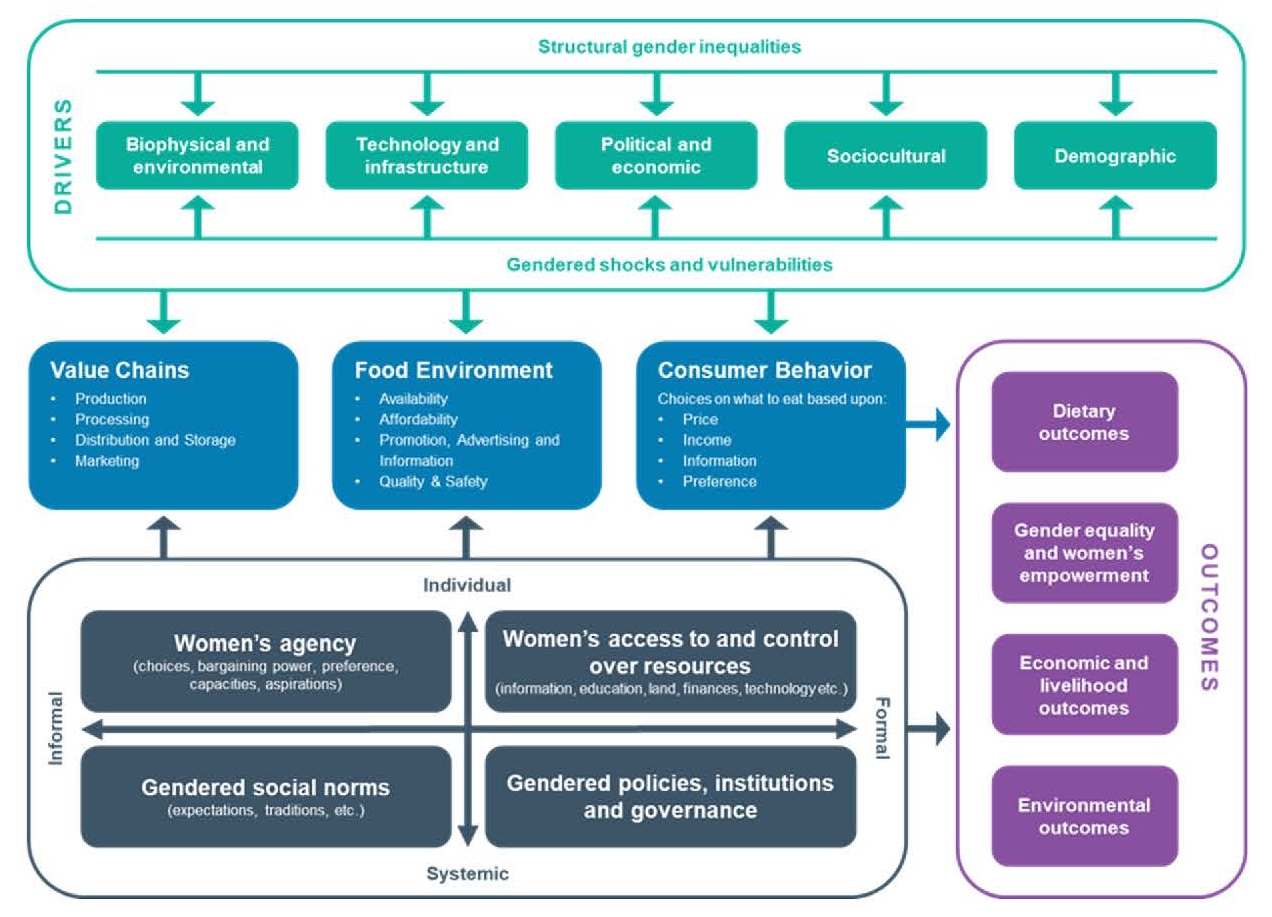 Structural gender inequalities
DRIVERS
Biophysical and
environmental
Technology and
infrastructure
Political and
economic
Sociocultural
Demographic
Gendered shocks and vulnerabilities
Value Chains
• Production
• Processing
• Distribution and Storage
• Marketing
Food Environment
• Availability
• Affordability
• Promotion, Advertising and
Information
• Quality & Safety
Consumer Behavior
Choices on what to eat based upon:
• Price
• Income
• Information
• Preference
Individual
Informal
Women's agency
(choices, bargaining power, preference,
capacities, aspirations)
Women's access to and control
over resources
(information, education, land, finances, technology etc.)
Formal
Gendered social norms
(expectations, traditions, etc.)
Gendered policies, institutions
and governance
Systemic
OUTCOMES
Dietary
outcomes
Gender equality
and women's
empowerment
Economic and
livelihood
outcomes
Environmental
outcomes